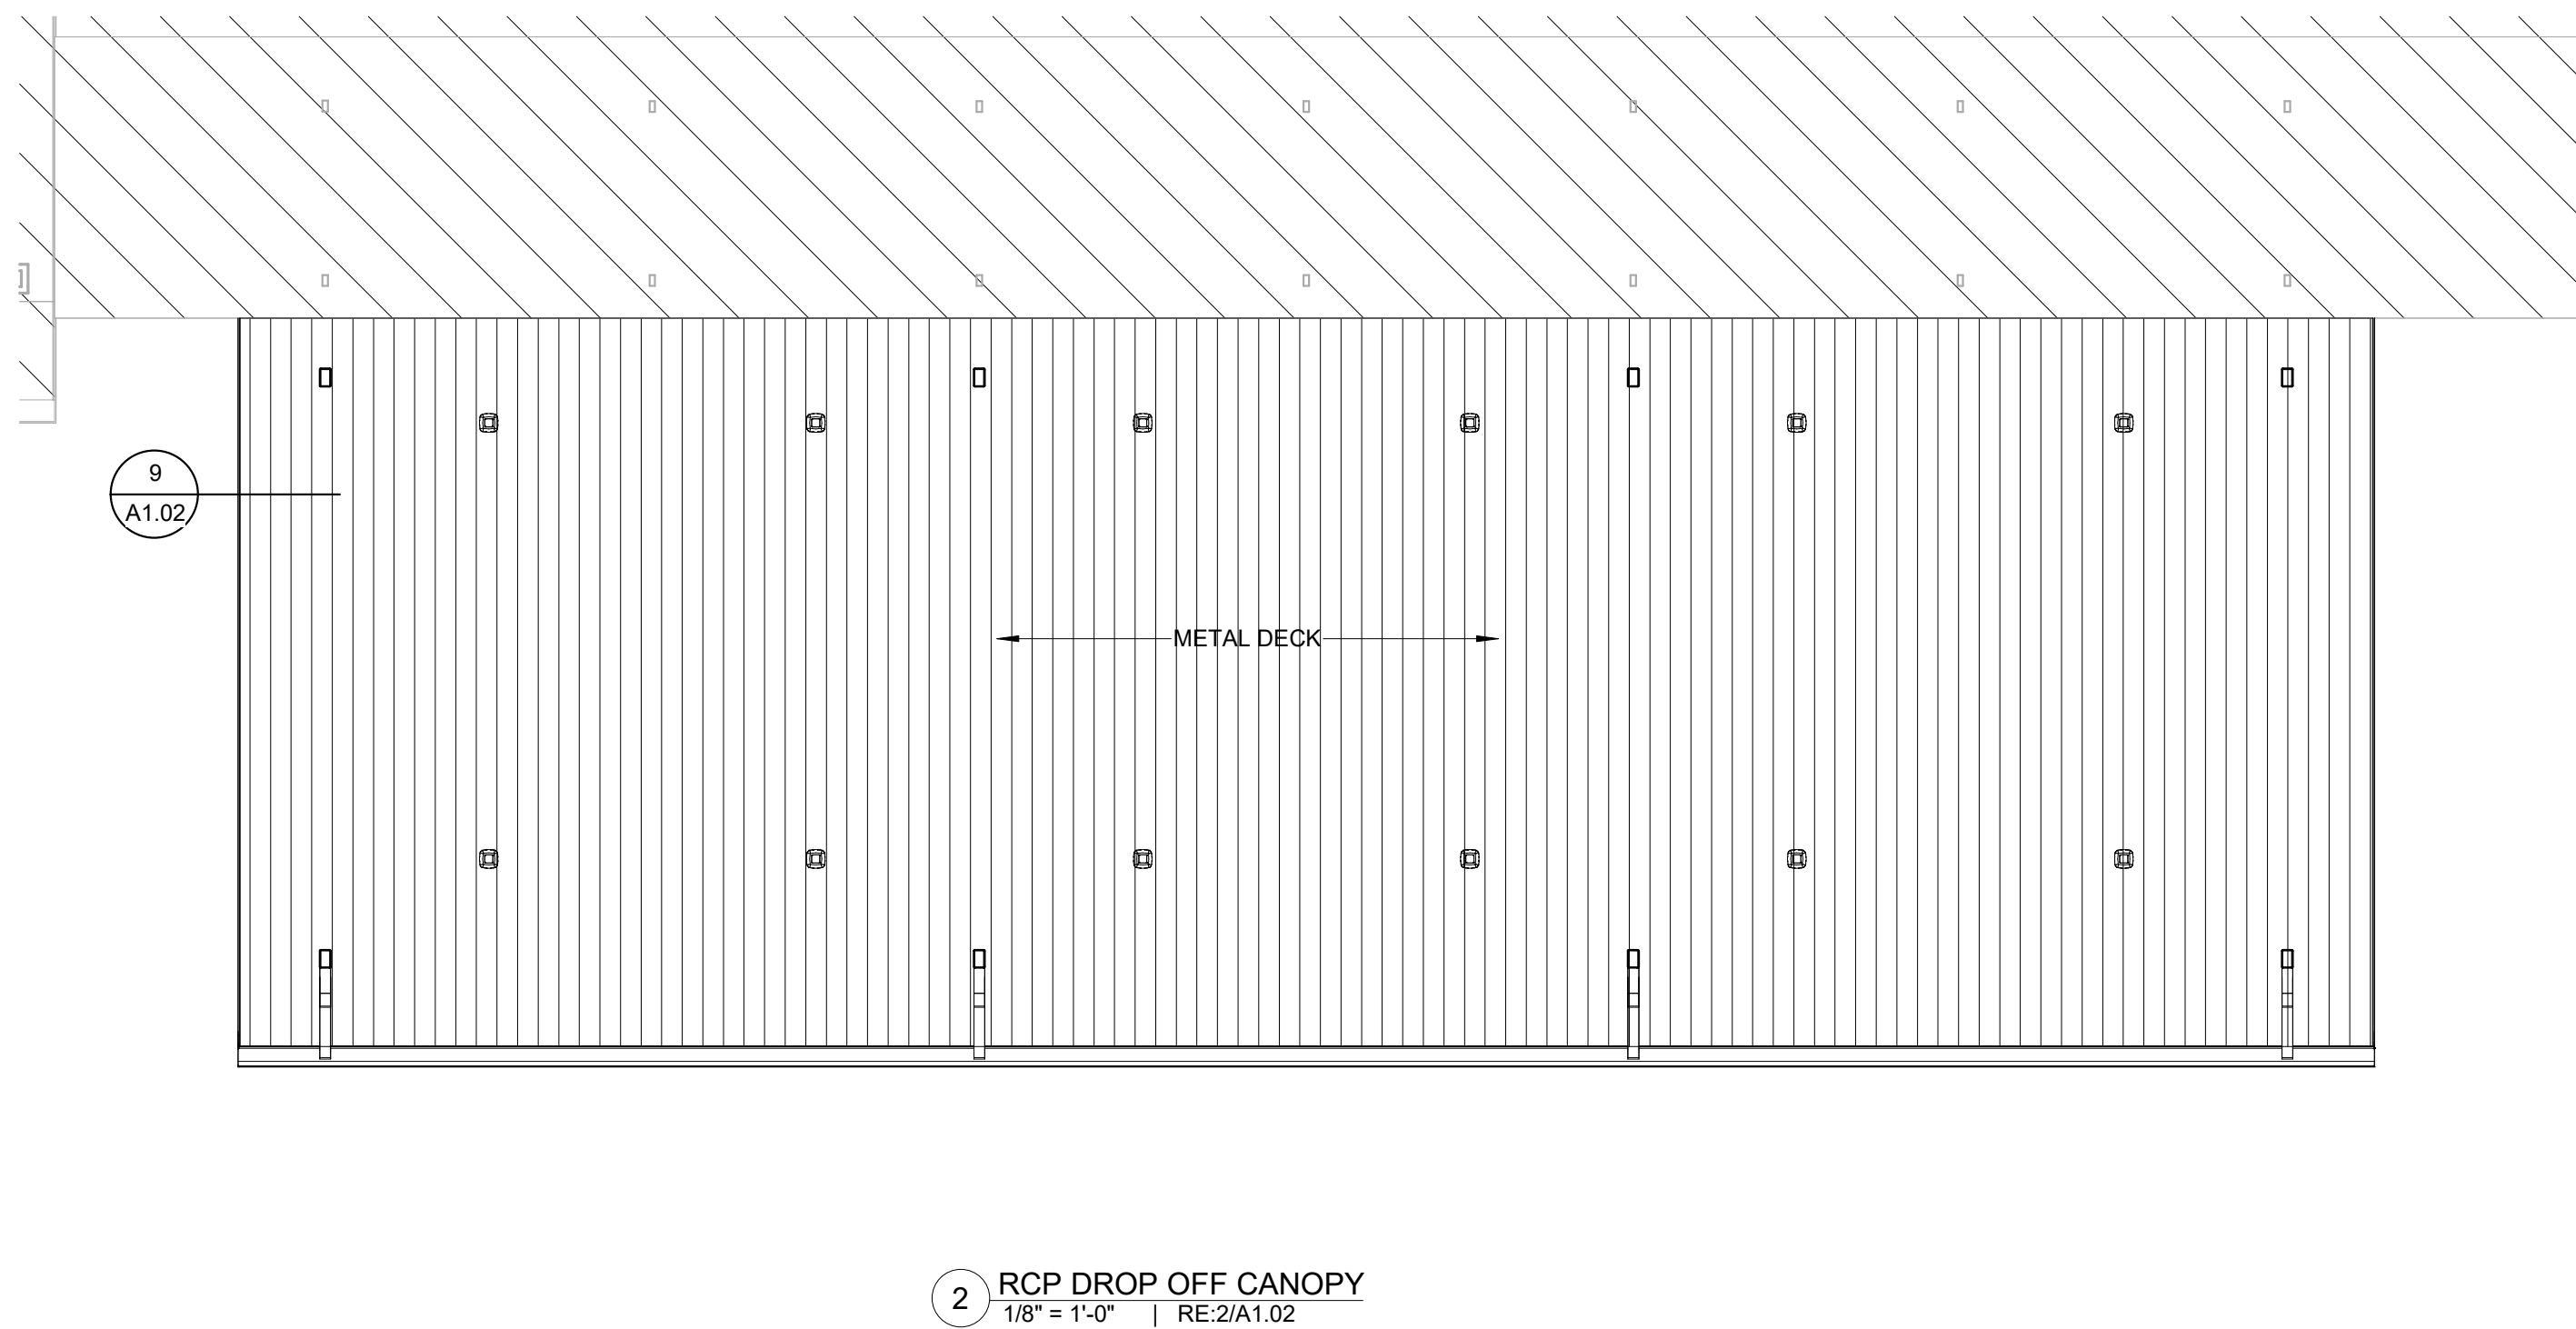 9
A1.02
METAL DECK
2
RCP DROP OFF CANOPY
1/8" = 1'-0" | RE:2/A1.02